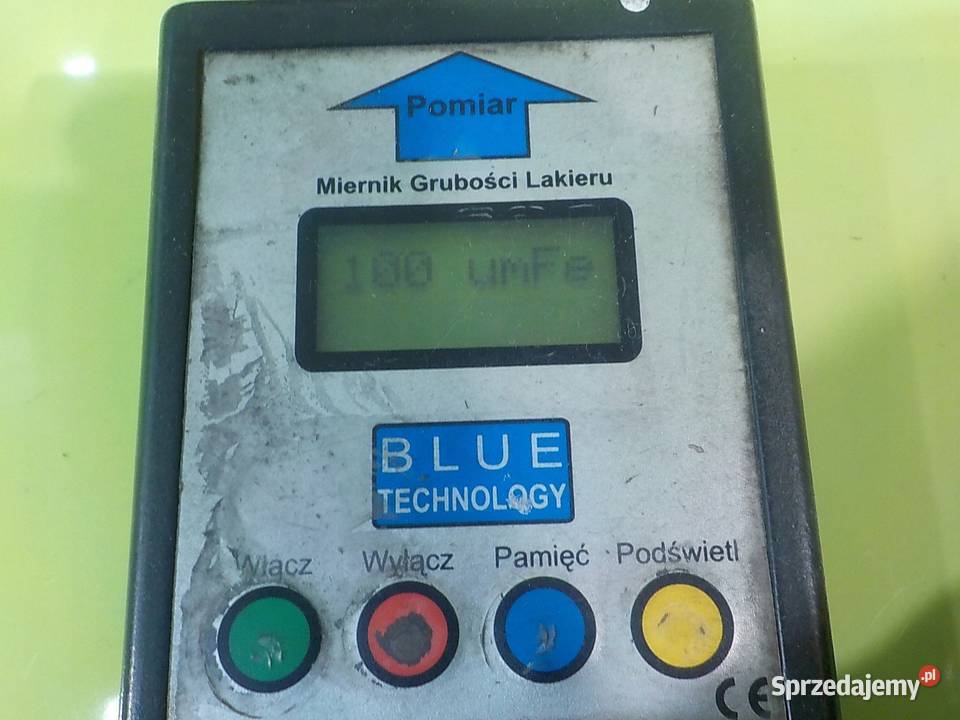 Pomiar
Miernik Grubości Lakieru
100 umFe
BLUE
TECHNOLOGY
Włącz Wyłącz Pamięć Podświetl
CE
Sprzedajemy.pl